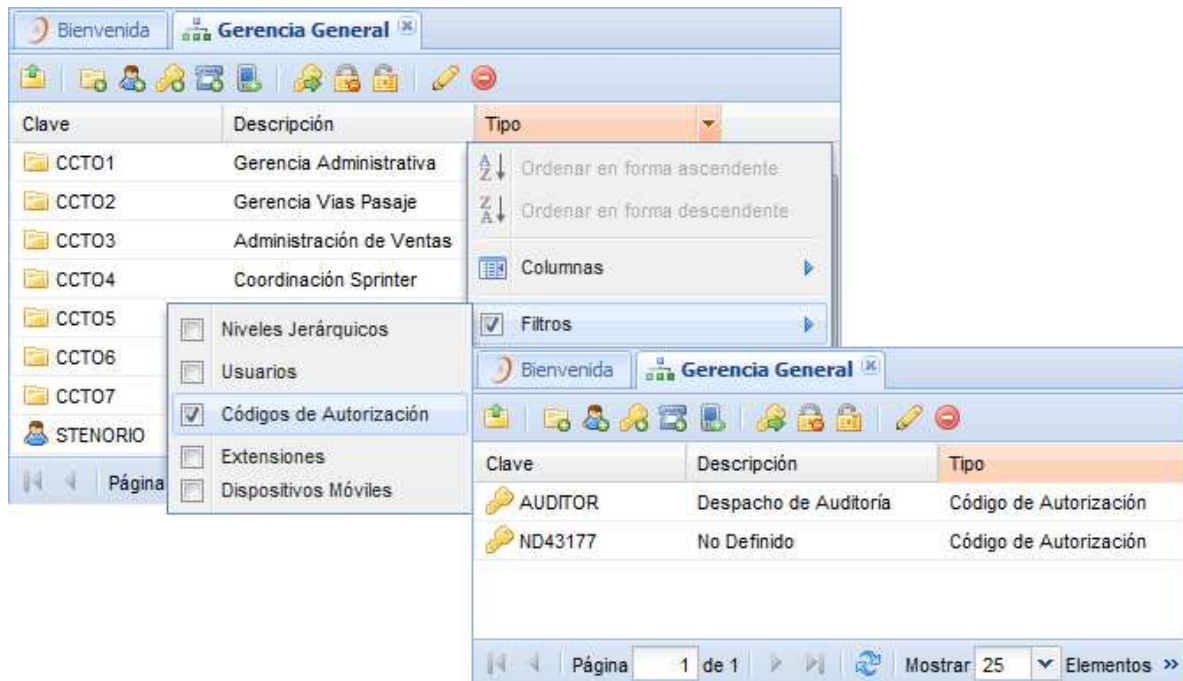 Bienvenida Gerencia General
Clave Descripción Tipo
CCTO1 Gerencia Administrativa
CCTO2 Gerencia Vias Pasaje
CCTO3 Administración de Ventas
CCTO4 Coordinación Sprinter
CCTO5
CCTO6
CCTO7
STENORIO
Página
Ordenar en forma ascendente
Ordenar en forma descendente
Columnas
Filtros
Niveles Jerárquicos
Usuarios
Códigos de Autorización
Extensiones
Dispositivos Móviles
Bienvenida Gerencia General
Clave Descripción Tipo
AUDITOR Despacho de Auditoría Código de Autorización
ND43177 No Definido Código de Autorización
Página 1 de 1 Mostrar 25 Elementos »